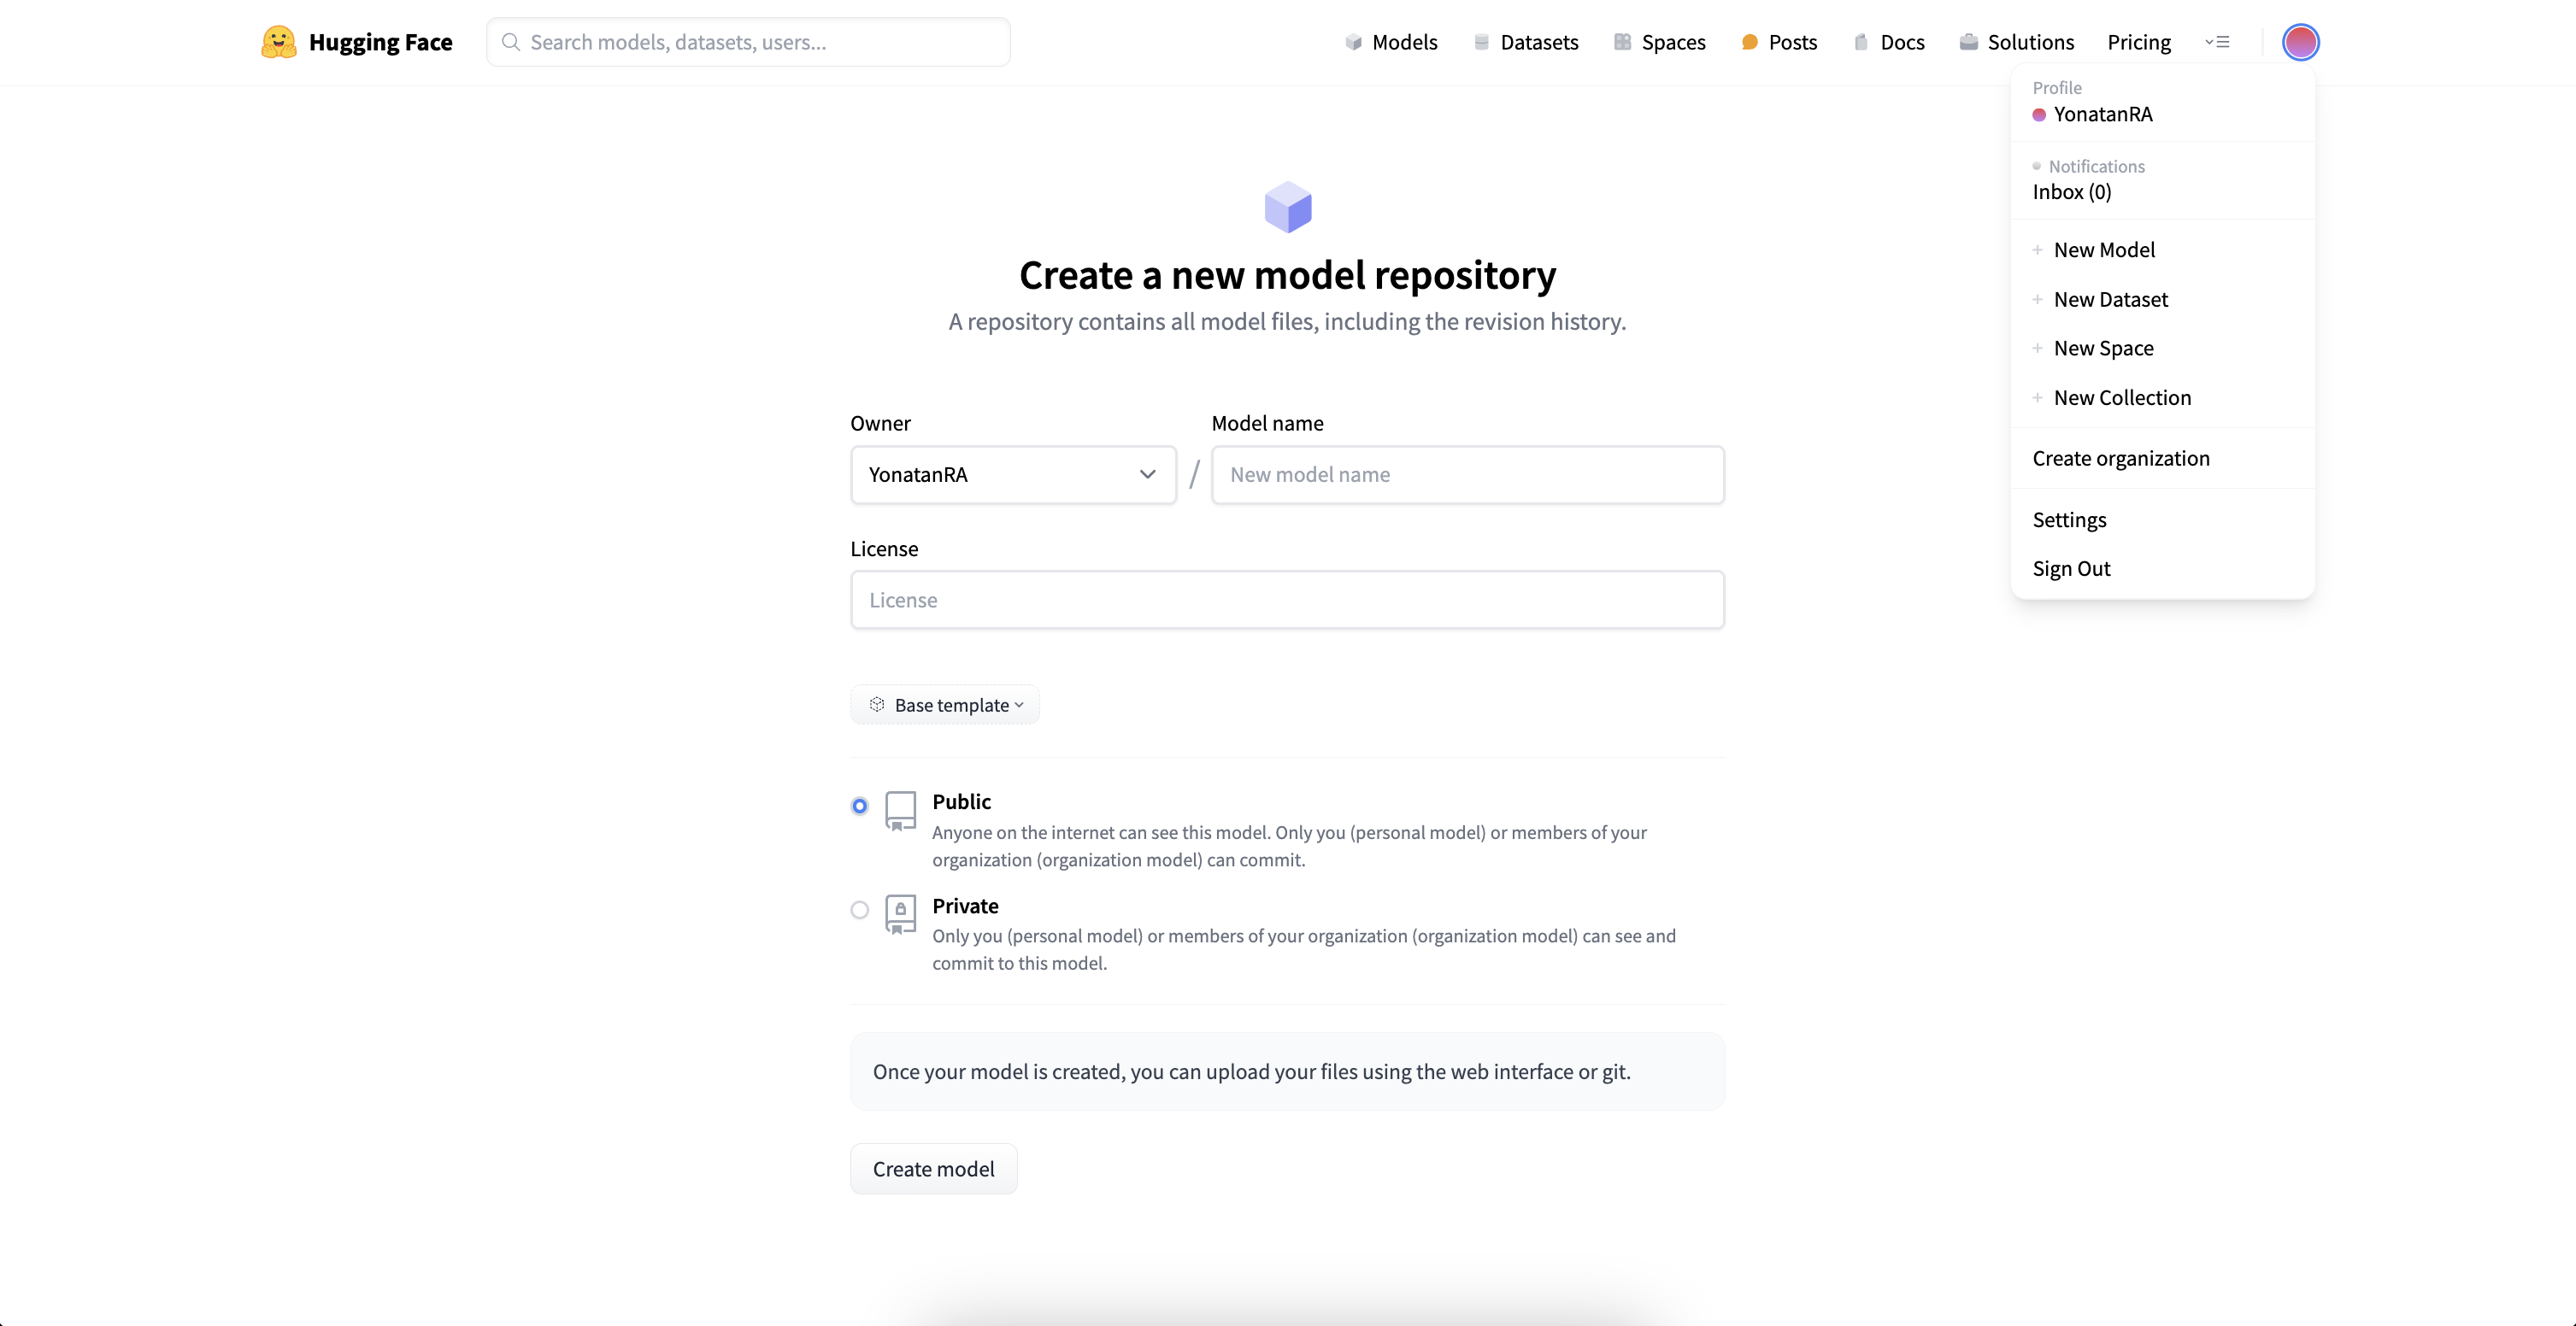 Hugging Face
Search models, datasets, users...
Models
Datasets
Spaces
Posts
Docs
Solutions
Pricing
Profile
YonatanRA
Notifications
Inbox (0)
+ New Model
+ New Dataset
+ New Space
+ New Collection
Create organization
Settings
Sign Out
Create a new model repository
A repository contains all model files, including the revision history.
Owner
Model name
YonatanRA
/
New model name
License
License
Base template
Public
Anyone on the internet can see this model. Only you (personal model) or members of your
organization (organization model) can commit.
Private
Only you (personal model) or members of your organization (organization model) can see and
commit to this model.
Once your model is created, you can upload your files using the web interface or git.
Create model